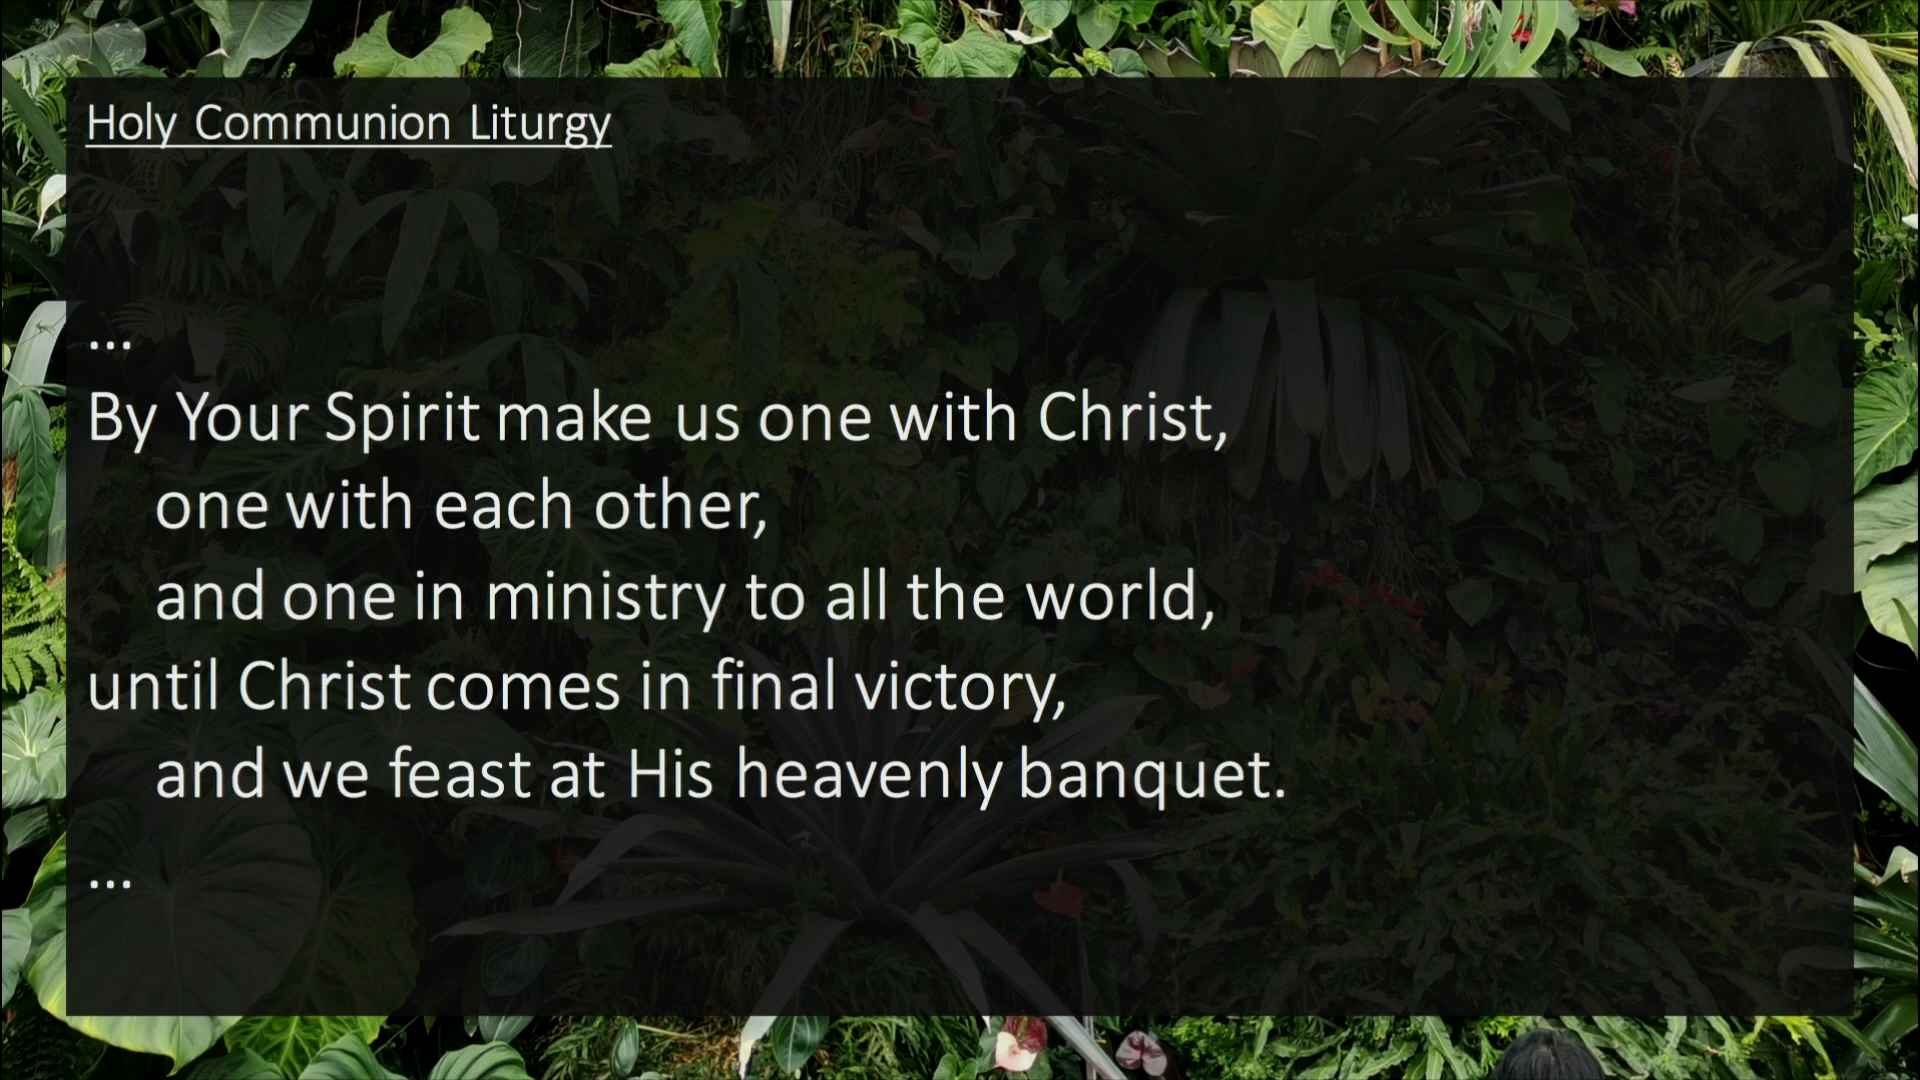 Holy Communion Liturgy
...
By Your Spirit make us one with Christ,
one with each other,
and one in ministry to all the world,
until Christ comes in final victory,
and we feast at His heavenly banquet.
...